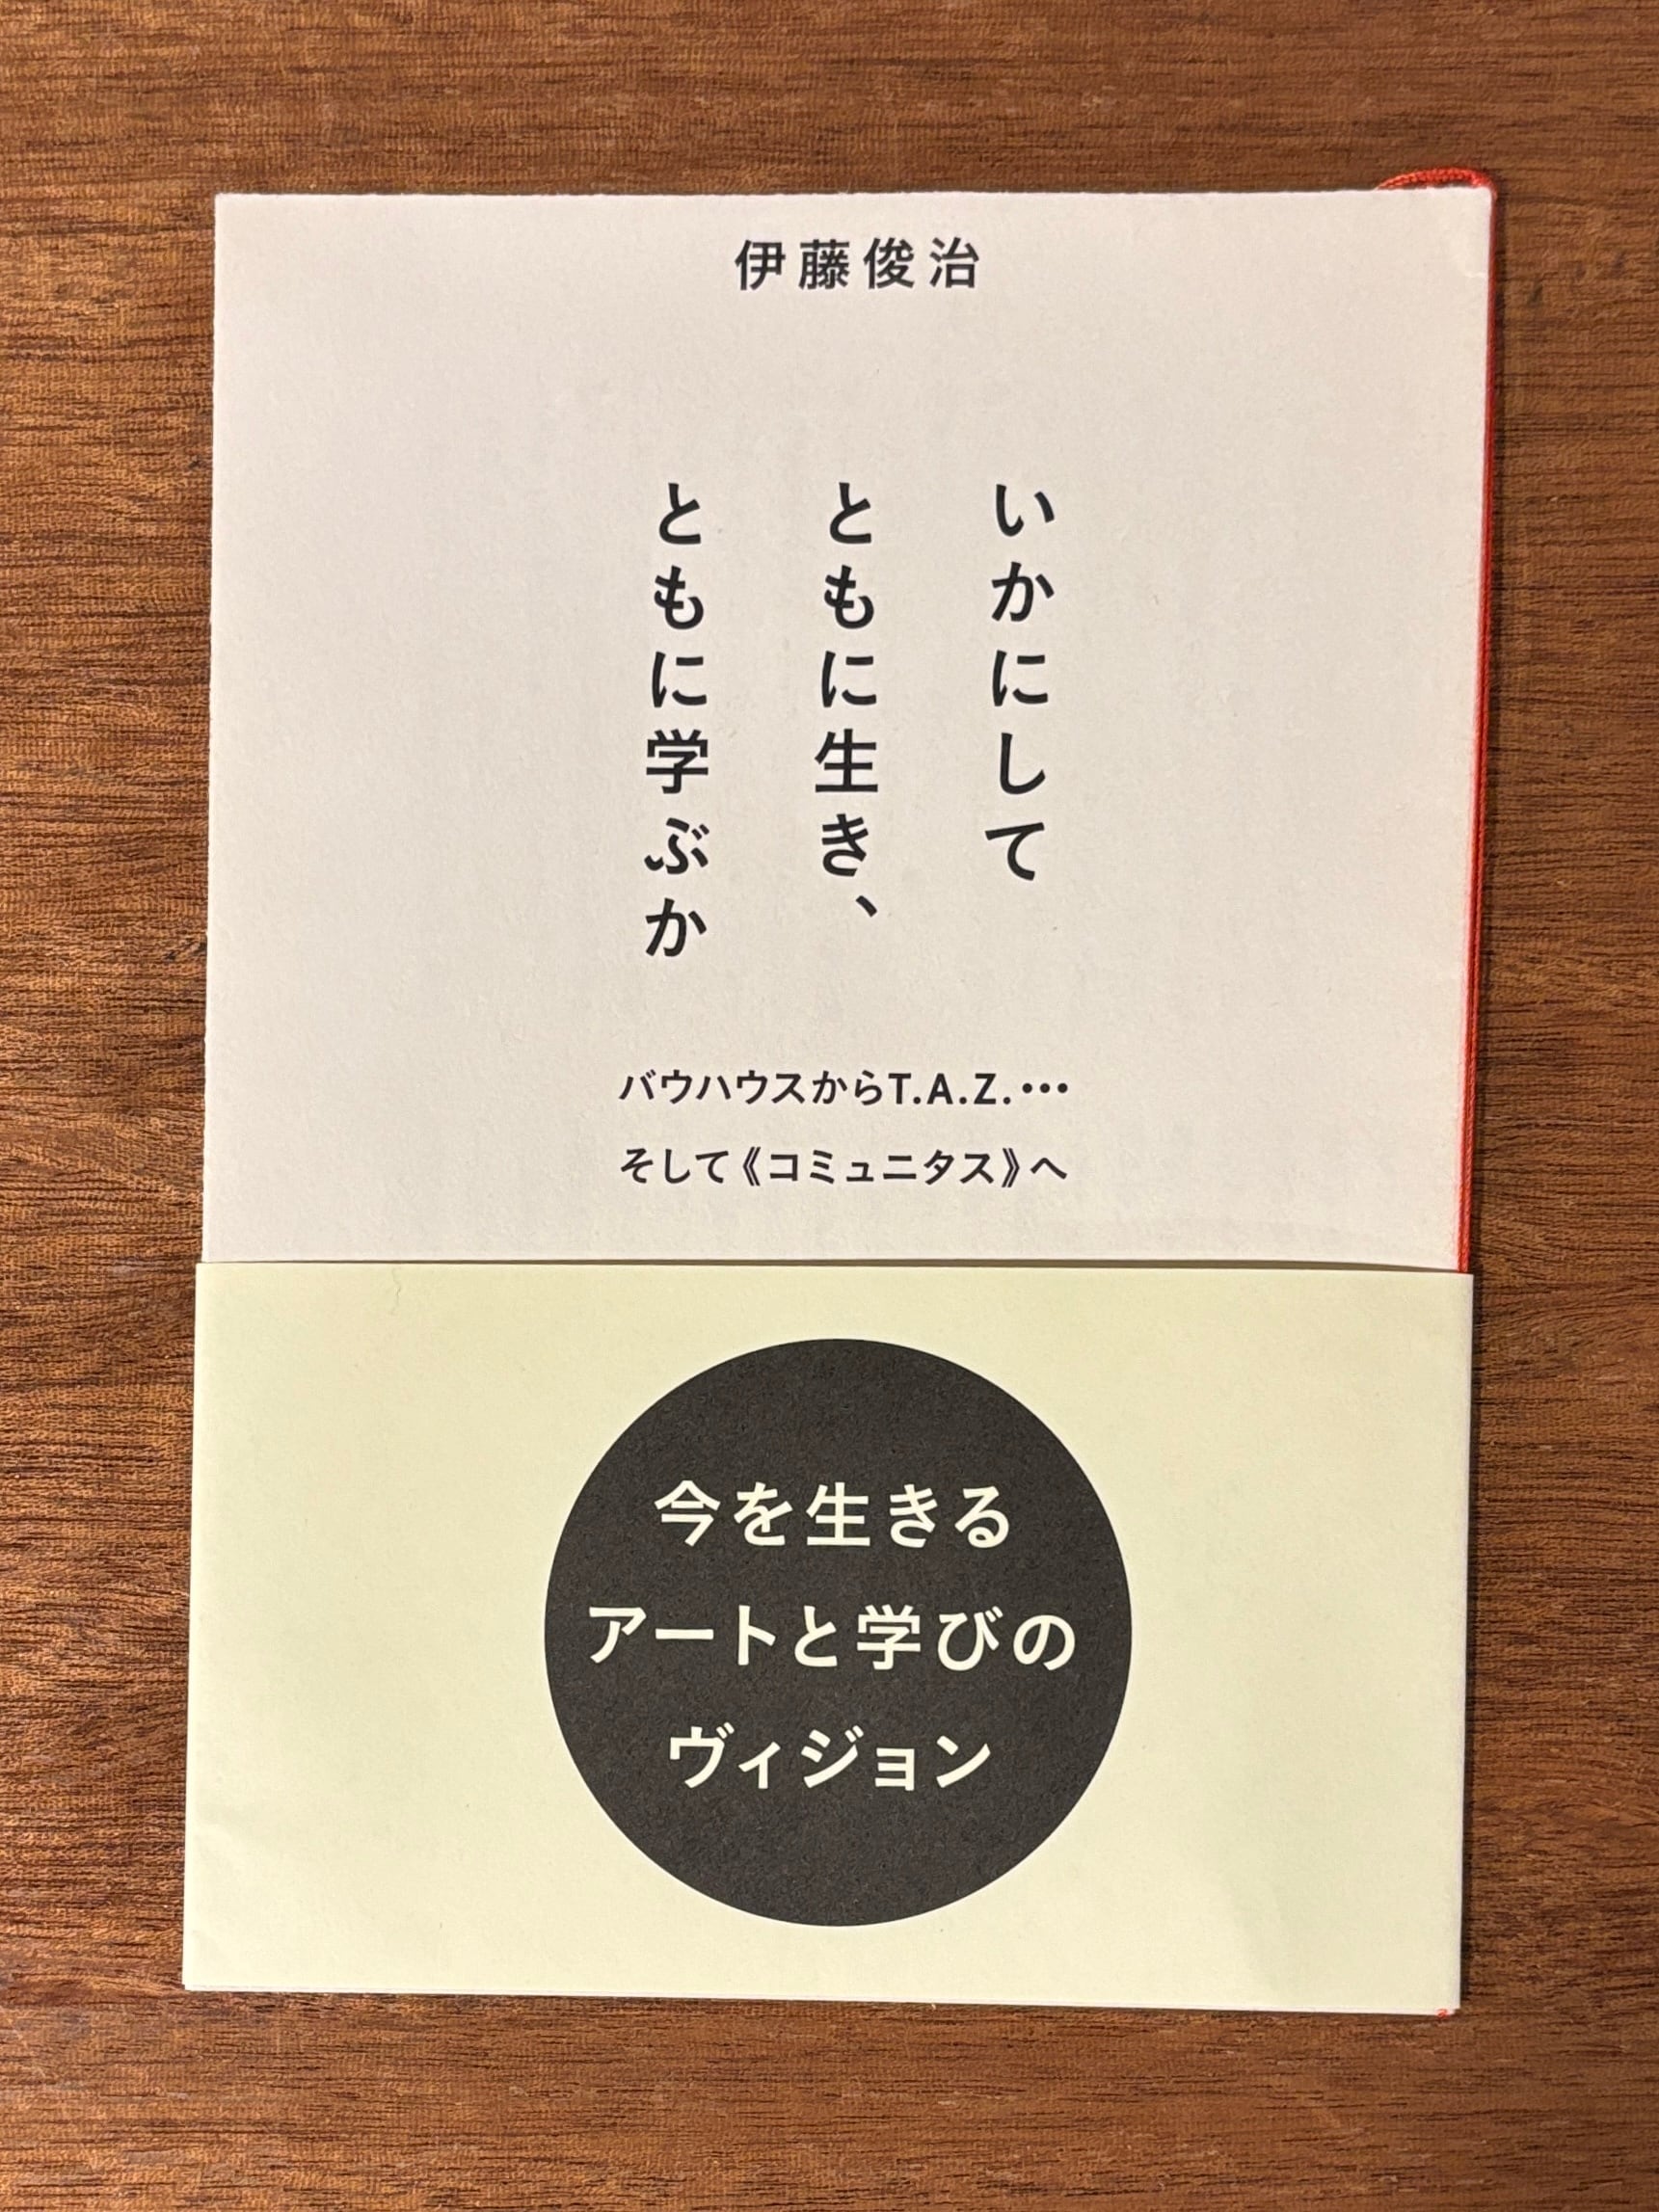 伊藤俊治
いかにして
ともに生き、
ともに学ぶか
バウハウスからT.A.Z.•••
そして《コミュニタス》へ
今を生きる
アートと学びの
ヴィジョン